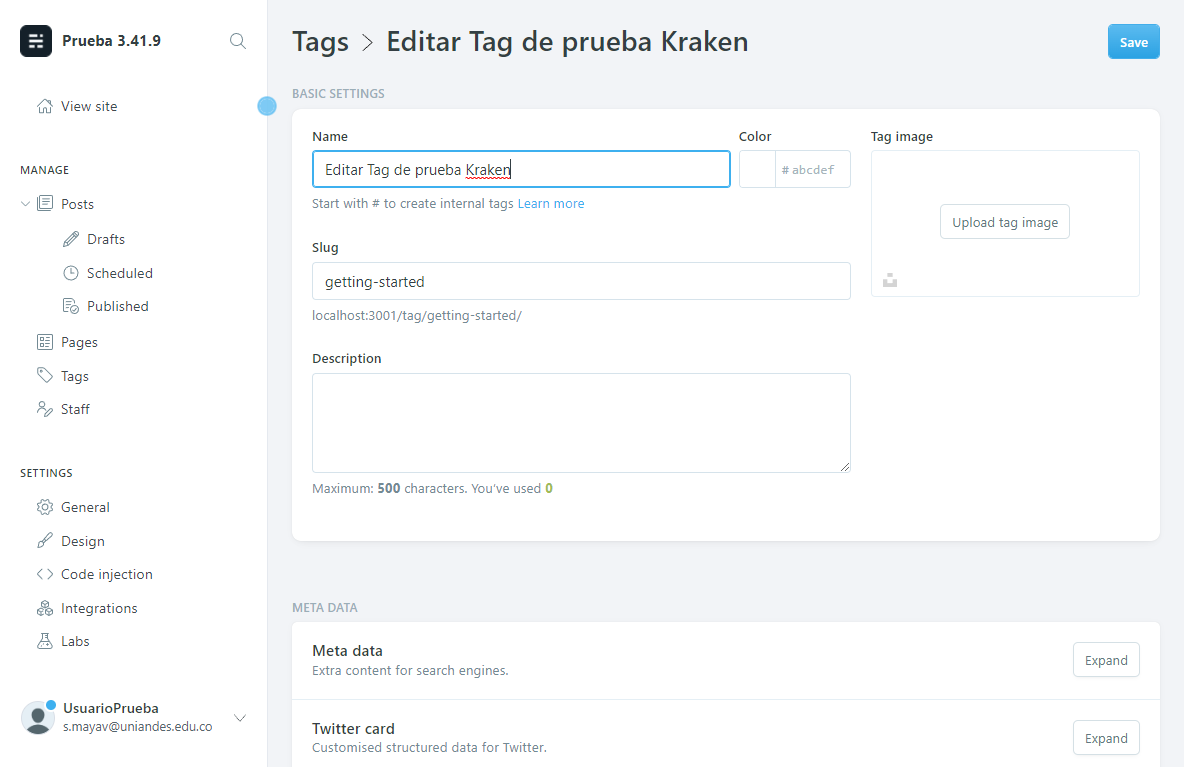 Prueba 3.41.9
View site
MANAGE
Posts
Drafts
Scheduled
Published
Pages
Tags
Staff
SETTINGS
General
Design
Code injection
Integrations
Labs
UsuarioPrueba
s.mayav@uniandes.edu.co
Tags > Editar Tag de prueba Kraken
Save
BASIC SETTINGS
Name
Editar Tag de prueba Kraken
Start with # to create internal tags Learn more
Color
# abcdef
Slug
getting-started
localhost:3001/tag/getting-started/
Description
Maximum: 500 characters. You've used 0
Tag image
Upload tag image
META DATA
Meta data
Extra content for search engines.
Expand
Twitter card
Customised structured data for Twitter.
Expand